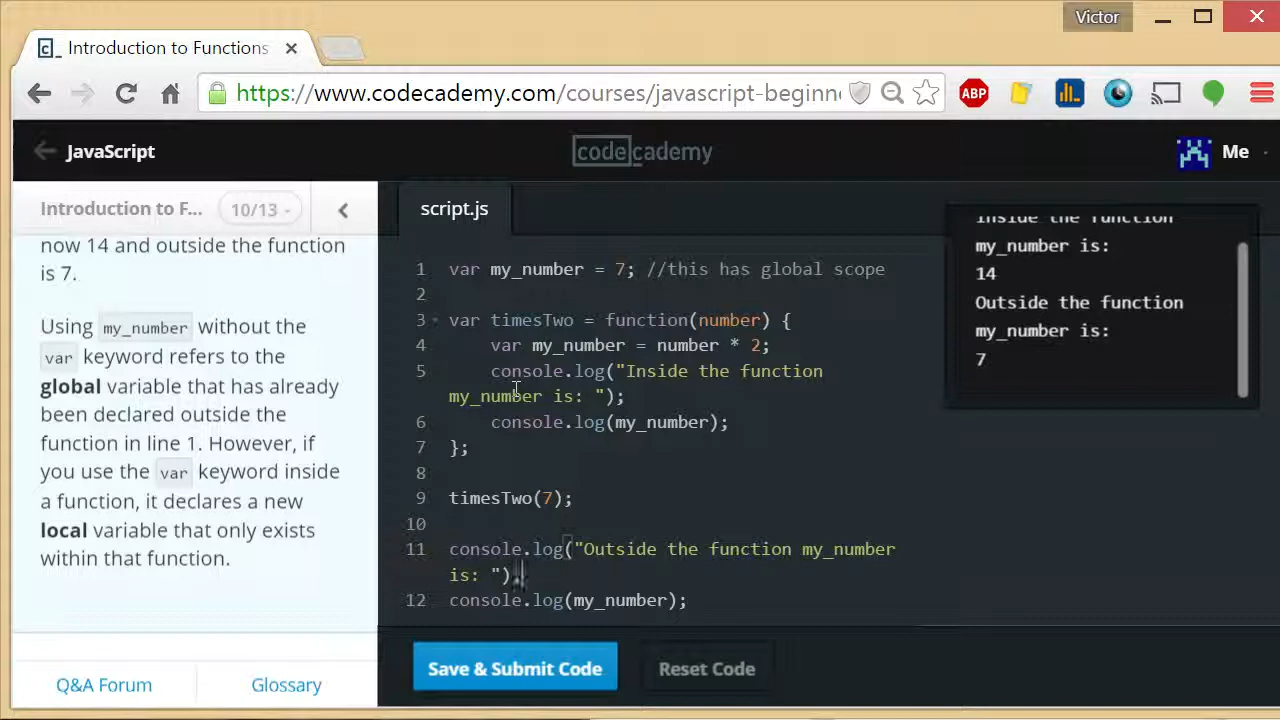 Victor
Introduction to Functions
https://www.codecademy.com/courses/javascript-beginn
ABP
JavaScript
codecademy
Me
Introduction to F...
10/13
script.js
now 14 and outside the function
is 7.
Using my_number without the
var keyword refers to the
global variable that has already
been declared outside the
function in line 1. However, if
you use the var keyword inside
a function, it declares a new
local variable that only exists
within that function.
Q&A Forum
Glossary
1 var my_number = 7; //this has global scope
2
3 var timesTwo = function(number) {
4 var my_number = number * 2;
5 console.log("Inside the function
my_number is: ");
6 console.log(my_number);
7 };
8
9 timesTwo(7);
10
11 console.log("Outside the function my_number
is: ");
12 console.log(my_number);
Inside the function
my_number is:
14
Outside the function
my_number is:
7
Save & Submit Code
Reset Code